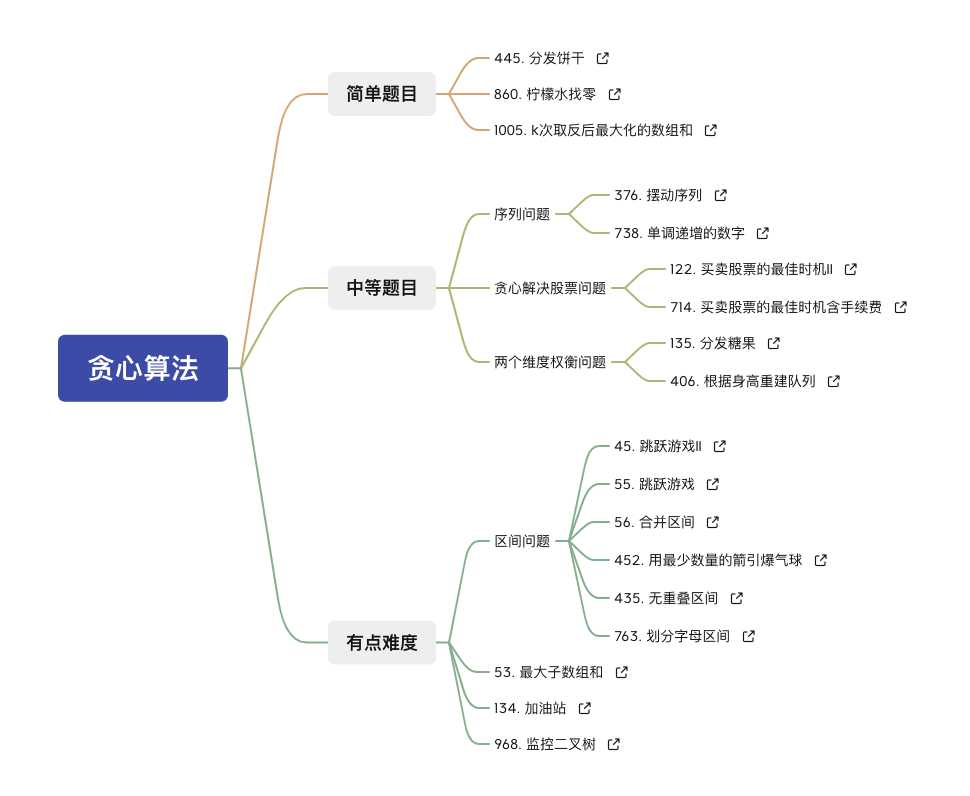 贪心算法
简单题目
445. 分发饼干
860. 柠檬水找零
1005. k次取反后最大化的数组和
中等题目
序列问题
376. 摆动序列
738. 单调递增的数字
贪心解决股票问题
122. 买卖股票的最佳时机II
714. 买卖股票的最佳时机含手续费
两个维度权衡问题
135. 分发糖果
406. 根据身高重建队列
有点难度
区间问题
45. 跳跃游戏II
55. 跳跃游戏
56. 合并区间
452. 用最少数量的箭引爆气球
435. 无重叠区间
763. 划分字母区间
53. 最大子数组和
134. 加油站
968. 监控二叉树